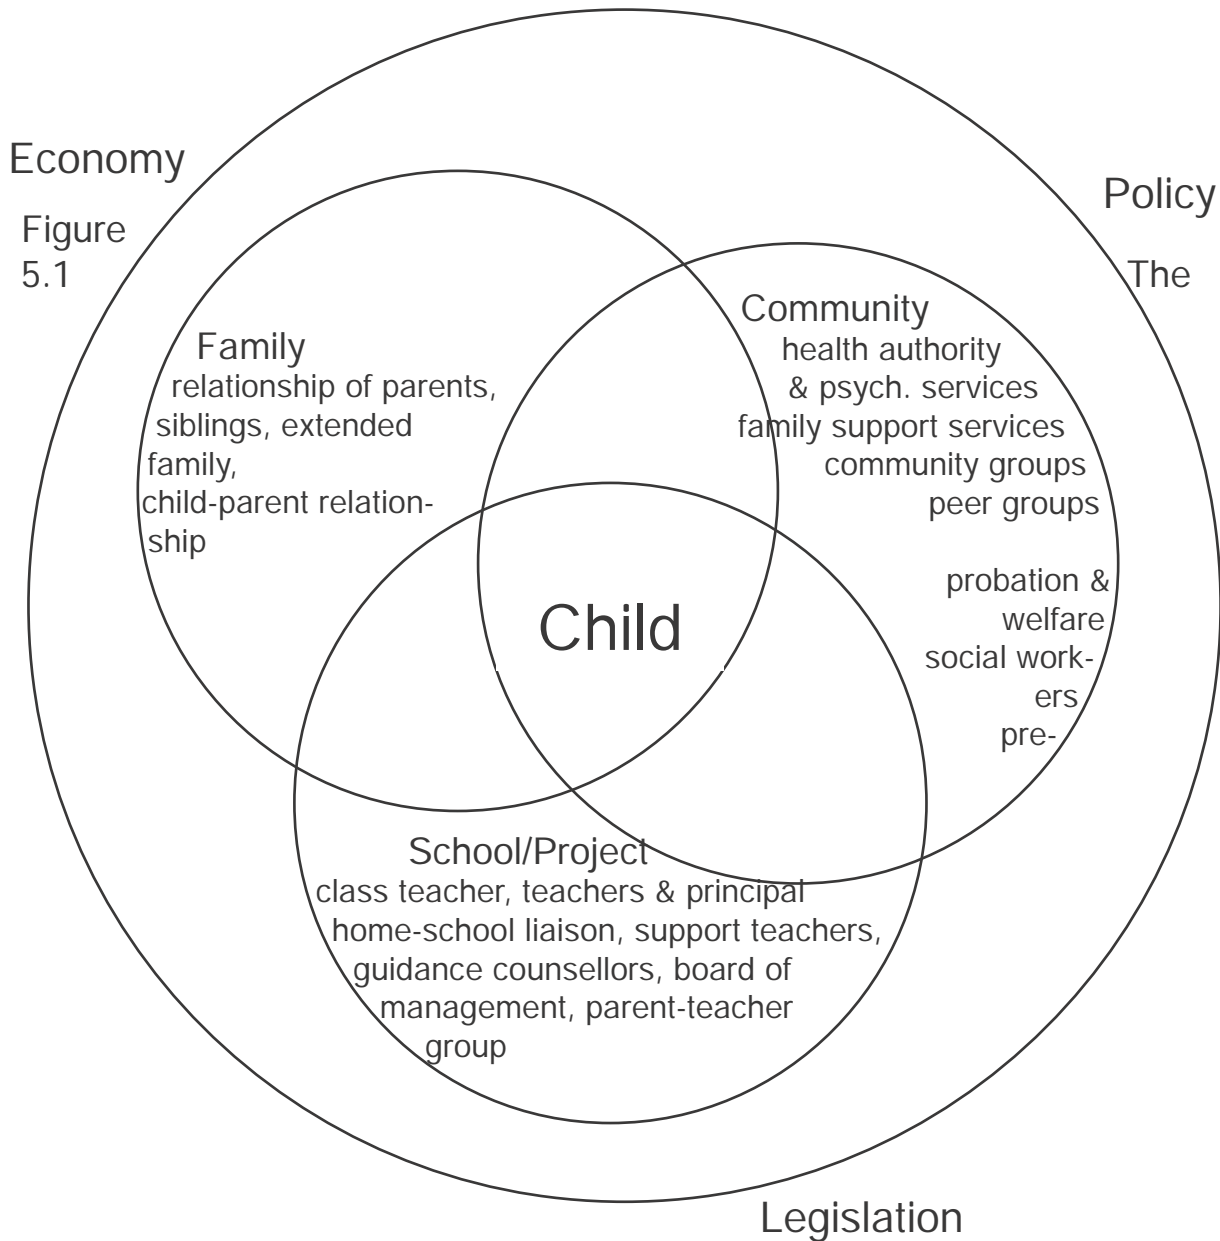 Economy
Policy
Figure
5.1
The
Family
relationship of parents,
siblings, extended
family,
child-parent relation-
ship
Community
health authority
& psych. services
family support services
community groups
peer groups
probation &
welfare
social work-
ers
pre-
Child
School/Project
class teacher, teachers & principal
home-school liaison, support teachers,
guidance counsellors, board of
management, parent-teacher
group
Legislation